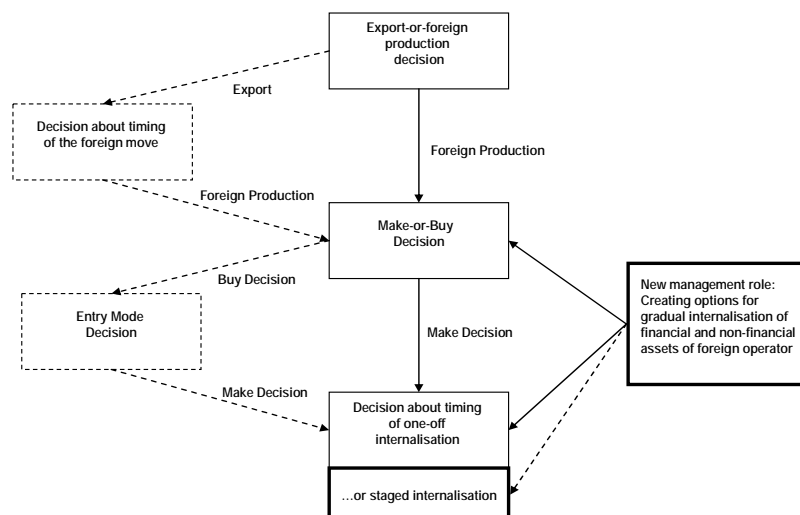 Export-or-foreign
production
decision
Export
Decision about timing
of the foreign move
Foreign Production
Foreign Production
Make-or-Buy
Decision
Buy Decision
New management role:
Creating options for
gradual internalisation of
financial and non-financial
assets of foreign operator
Entry Mode
Decision
Make Decision
Make Decision
Decision about timing
of one-off
internalisation
...or staged internalisation